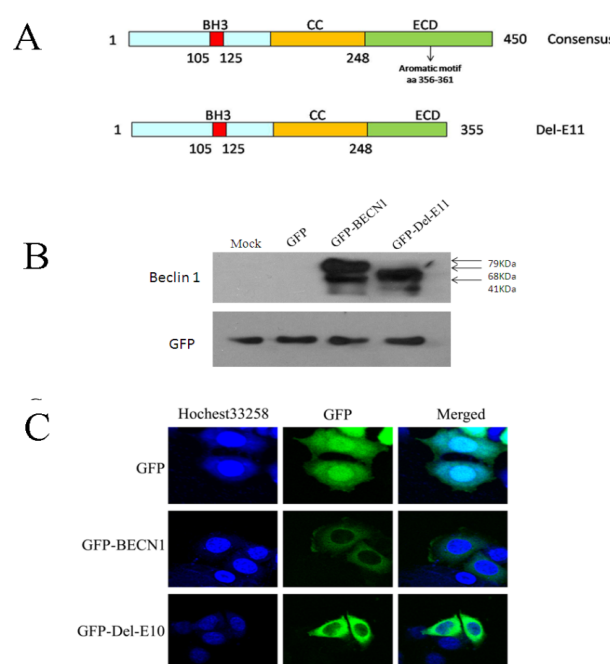 A
1 BH3 CC ECD 450 Consensus
105 125 248 Aromatic motif
aa 356-361
1 BH3 CC ECD 355 Del-E11
105 125 248
B
Mock GFP GFP-BECN1 GFP-Del-E11
Beclin 1
79KDa
68KDa
41KDa
GFP
C
Hochest33258 GFP Merged
GFP
GFP-BECN1
GFP-Del-E10